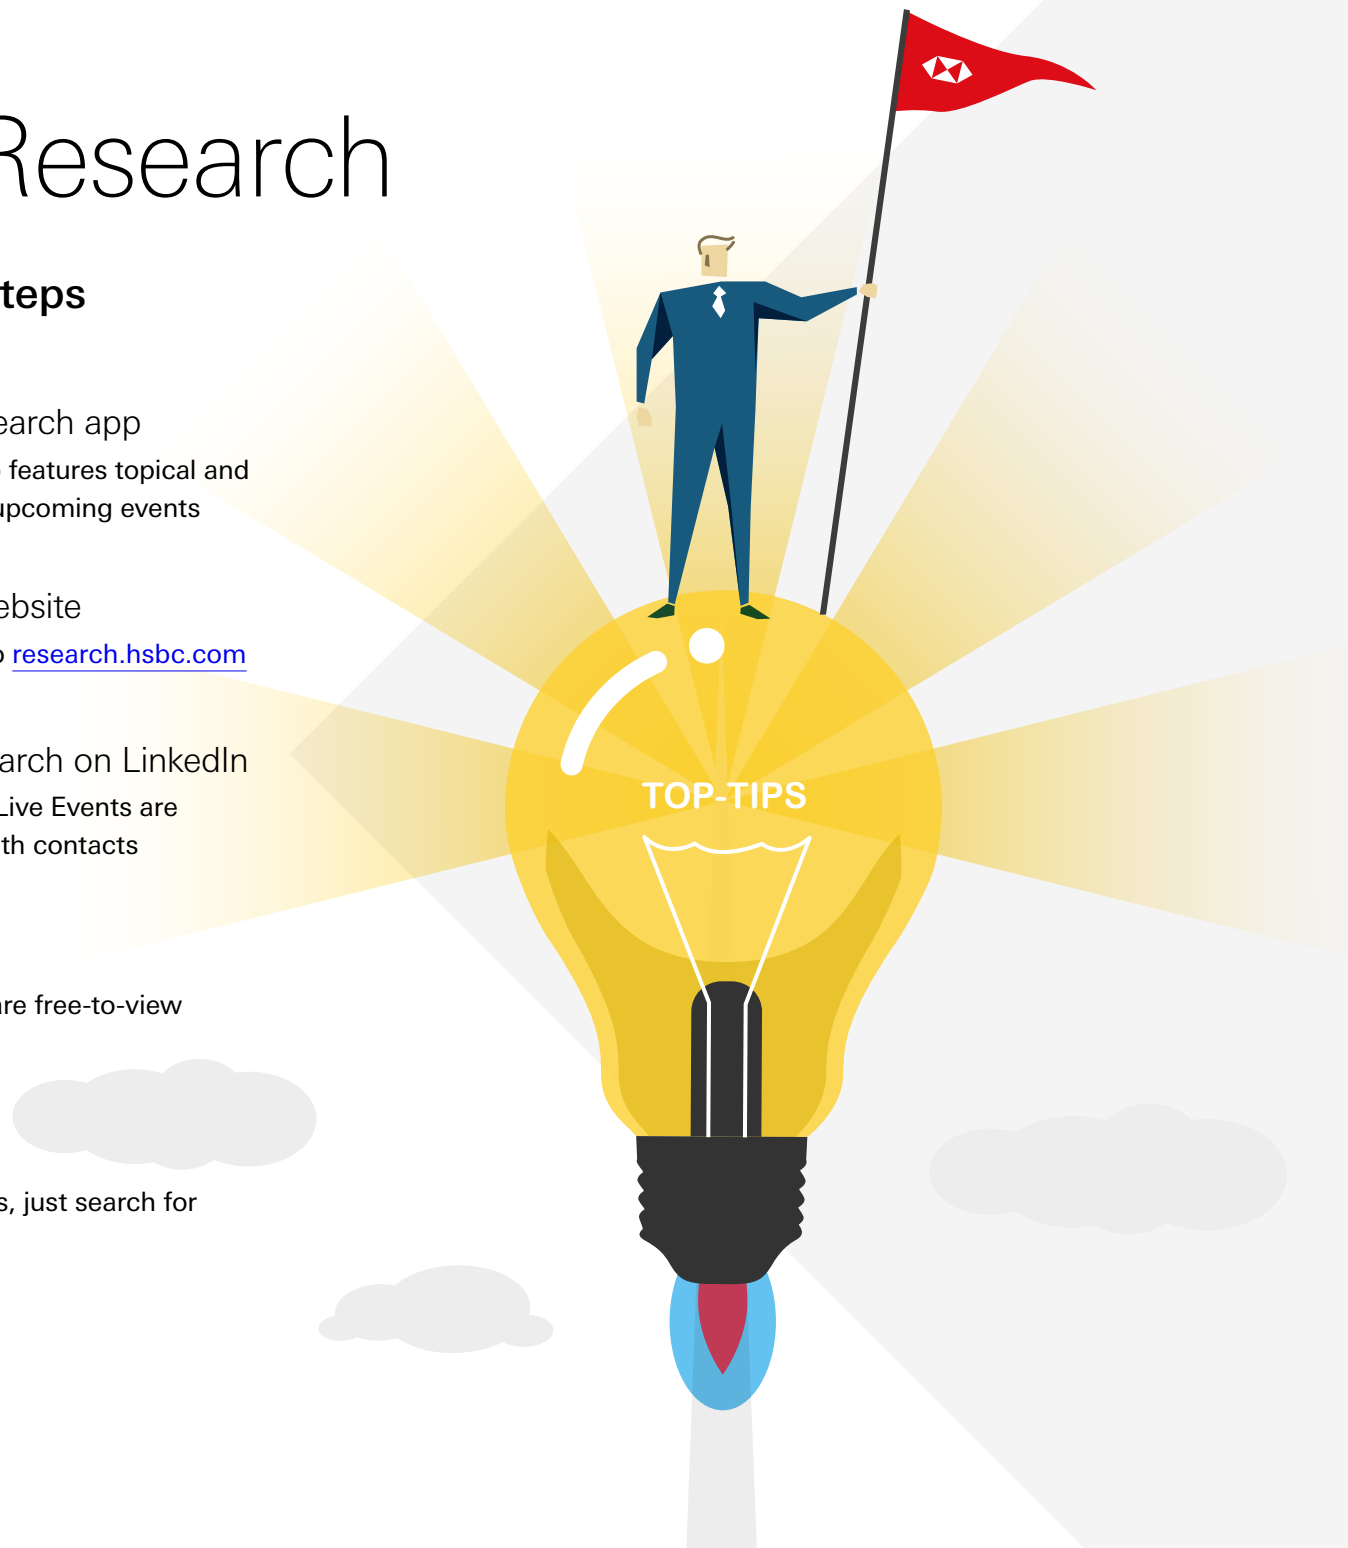 Research
teps
earch app
features topical and
upcoming events
ebsite
research.hsbc.com
arch on LinkedIn
Live Events are
th contacts
TOP-TIPS
are free-to-view
s, just search for